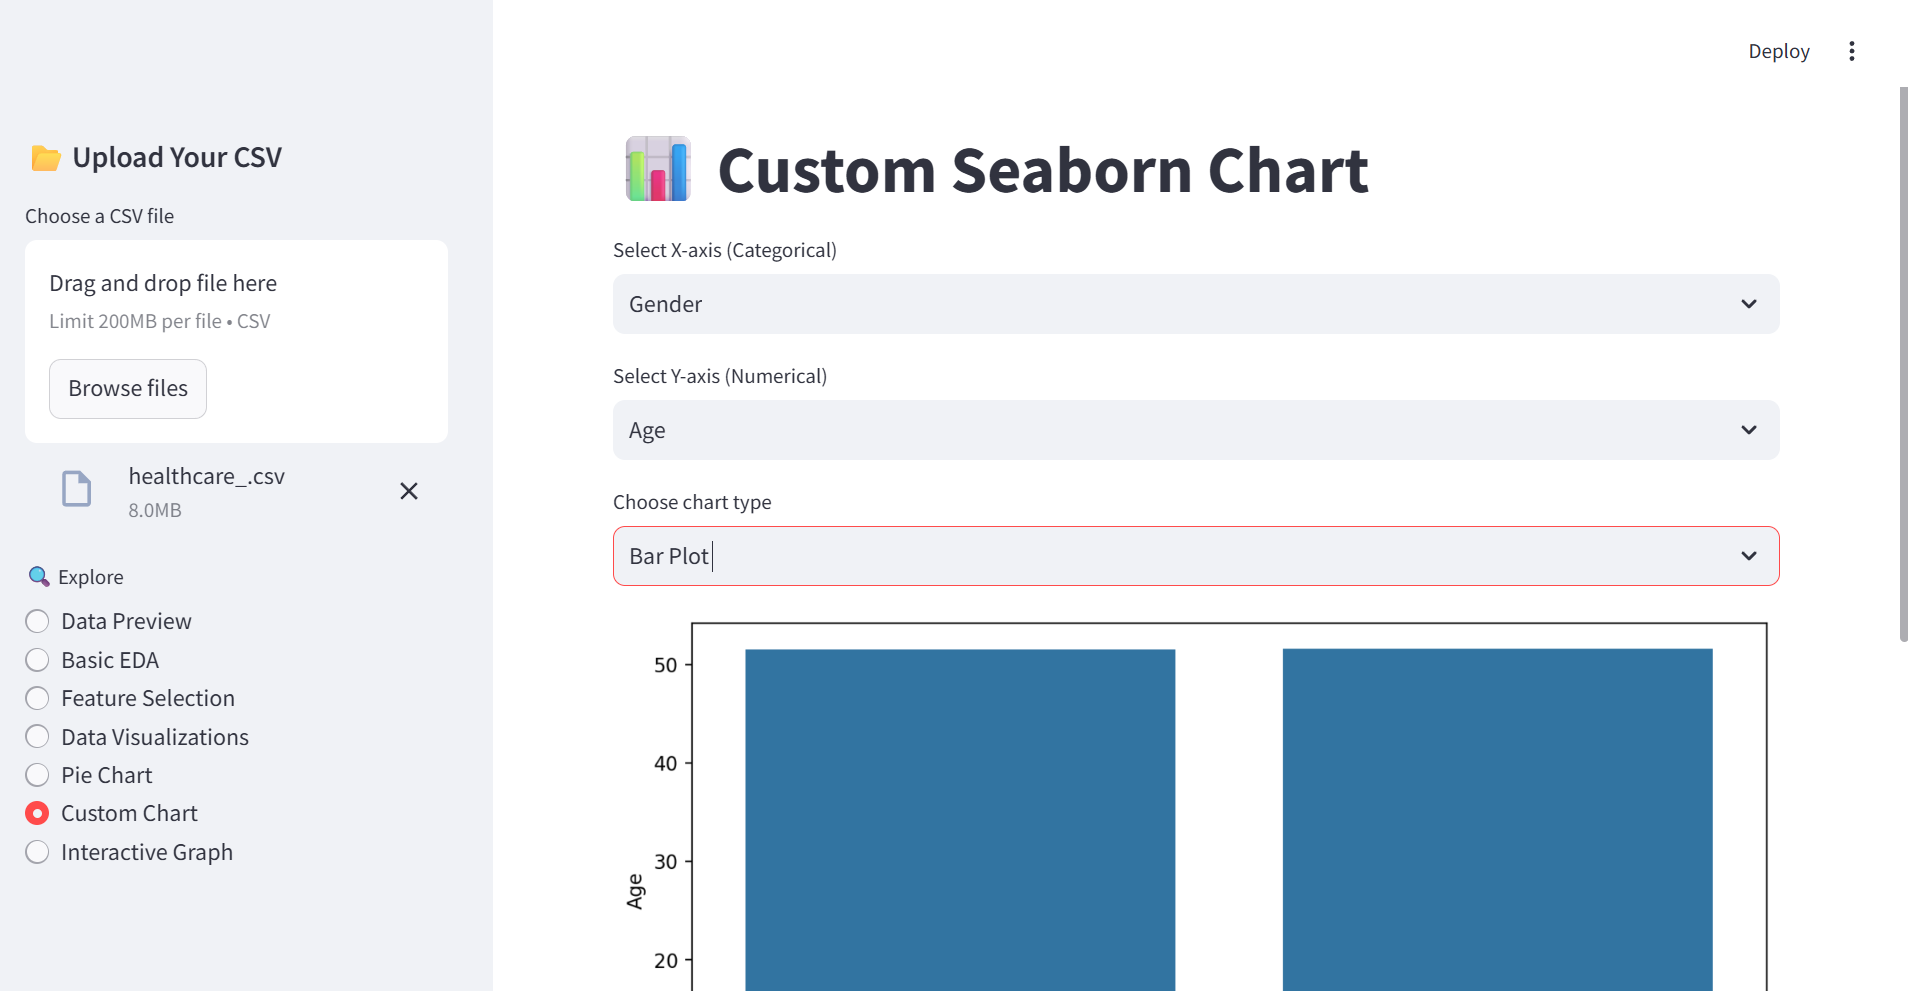 Deploy
Upload Your CSV
Choose a CSV file
Drag and drop file here
Limit 200MB per file • CSV
Browse files
healthcare_.csv
8.0MB
Explore
Data Preview
Basic EDA
Feature Selection
Data Visualizations
Pie Chart
Custom Chart
Interactive Graph
Custom Seaborn Chart
Select X-axis (Categorical)
Gender
Select Y-axis (Numerical)
Age
Choose chart type
Bar Plot
50
40
30
20
Age